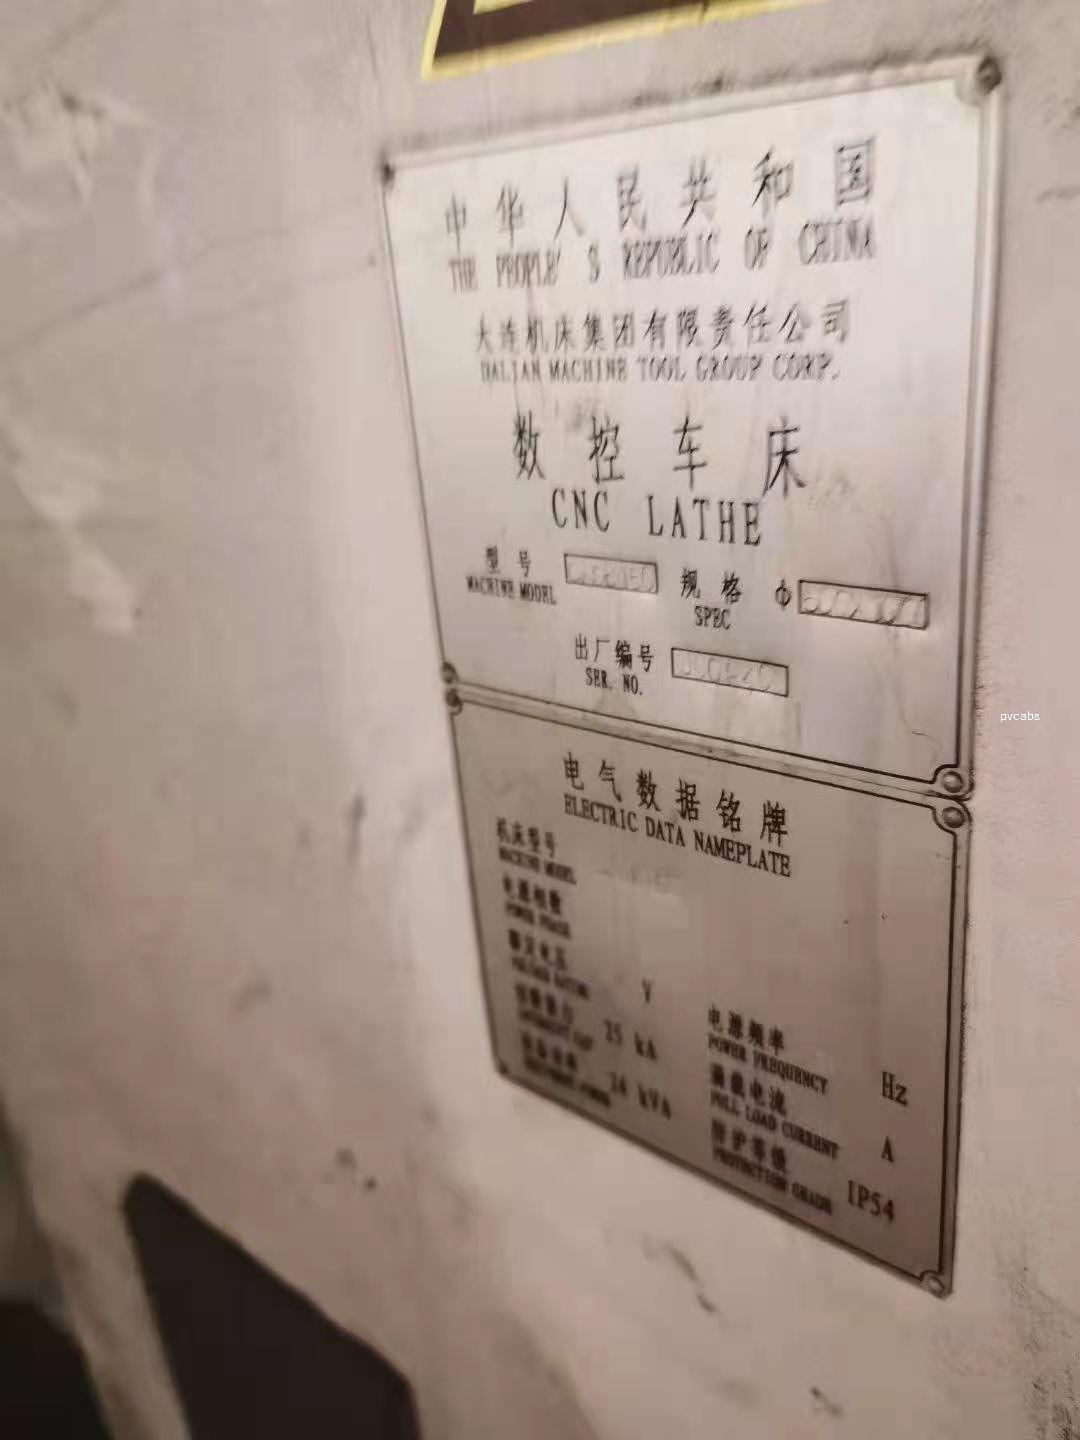 中华人民共和国
THE PEOPLE' S REPUBLIC OF CHINA
大连机床集团有限责任公司
DALIAN MACHINE TOOL GROUP CORP.
数控车床
CNC LATHE
型号 规格 Φ
MACHINE MODEL SPEC
出厂编号
SER. NO.
电气数据铭牌
ELECTRIC DATA NAMEPLATE
机床型号
MACHINE MODEL
电源相数
POWER PHASE
额定电压
V
25 kA
24 kVA
电源频率
POWER FREQUENCY Hz
满载电流
FULL LOAD CURRENT A
防护等级
PROTECTION GRADE IP54
pvcabs